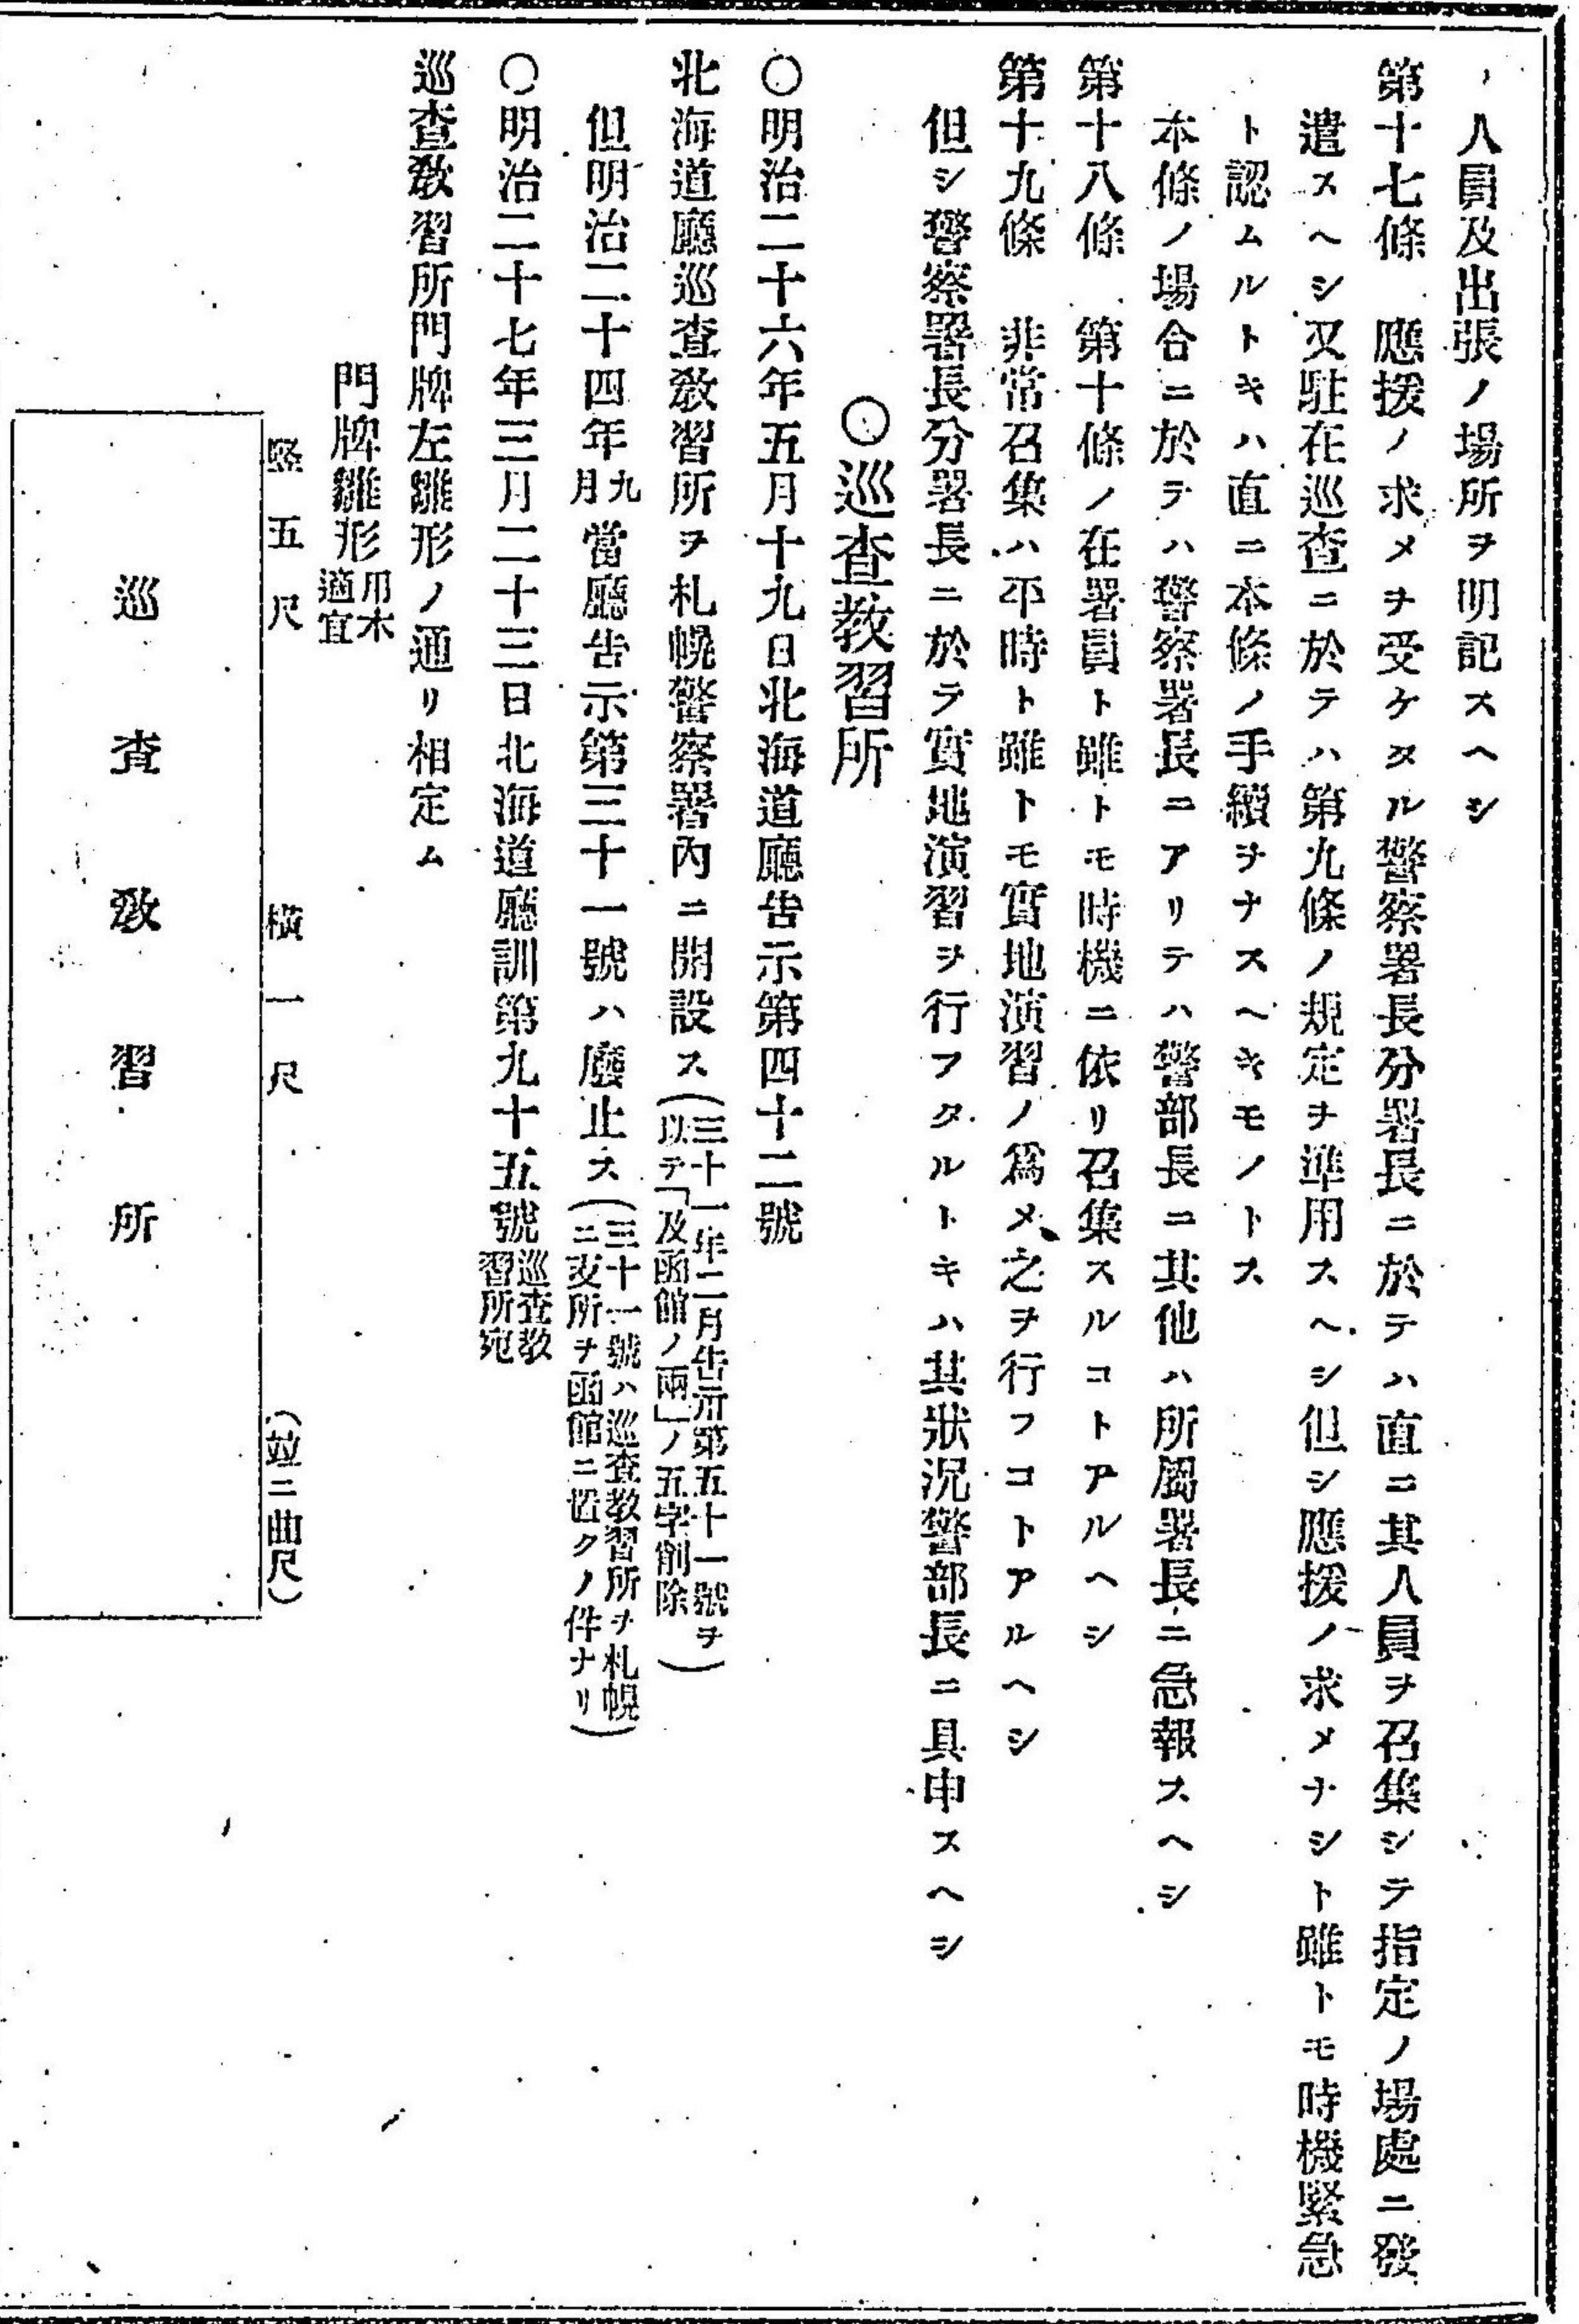 人員及出張ノ場所ヲ明記スヘシ
第十七條 應援ノ求メヲ受ケタル警察署長分署長ニ於テハ直ニ其人員ヲ召集シテ指定ノ場處ニ發
遣スヘシ又駐在巡查ニ於テハ第九條ノ規定ヲ準用スヘシ但シ應援ノ求メナシト雖トモ時機緊急
ト認ムルトキハ直ニ本條ノ手續ヲナスヘキモノトス
本條ノ場合ニ於テハ警察署長ニアリテハ警部長ニ其他ハ所屬署長ニ急報スヘシ
第十八條 第十條ノ在署員ト雖トモ時機ニ依リ召集スルコトアルヘシ
第十九條 非常召集ハ平時ト雖トモ實地演習ノ爲メ之ヲ行フコトアルヘシ
但シ警察署長分署長ニ於テ實地演習ヲ行フタルトキハ其狀況警部長ニ具申スヘシ
〇巡査敎習所
〇明治二十六年五月十九日北海道廳告示第四十二號
北海道廳巡査敎習所ヲ札幌警察署內ニ開設ス(三十一年二月告示第五十一號ヲ
以テ「及函館ノ兩」ノ五字削除)
但明治二十四年九月當廳告示第三十一號ハ廢止ス(三十一號ハ巡査敎習所ヲ札幌
ニ支所ヲ函館ニ置クノ件ナリ)
〇明治二十七年三月二十三日北海道廳訓第九十五號巡査敎
習所宛
巡査敎習所門牌左雛形ノ通リ相定ム
門牌雛形用木
適宜
竪五尺 橫一尺 (竝ニ曲尺)
巡査敎習所